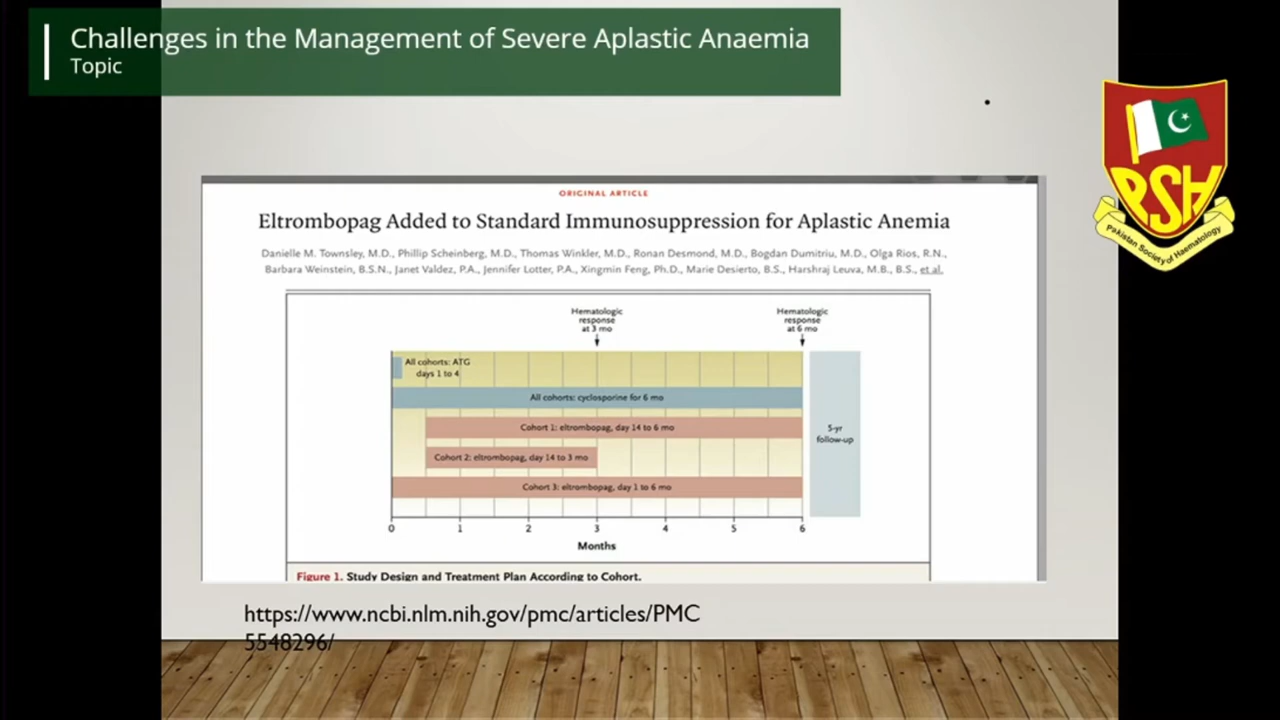 Challenges in the Management of Severe Aplastic Anaemia
Topic
PSH
Pakistan Society of Haematology
ORIGINAL ARTICLE
Eltrombopag Added to Standard Immunosuppression for Aplastic Anemia
Danielle M. Townsley, M.D., Phillip Scheinberg, M.D., Thomas Winkler, M.D., Ronan Desmond, M.D., Bogdan Dumitriu, M.D., Olga Rios, R.N.,
Barbara Weinstein, B.S.N., Janet Valdez, P.A., Jennifer Lotter, P.A., Xingmin Feng, Ph.D., Marie Desierto, B.S., Harshraj Leuva, M.B., B.S., et al.
Hematologic
response
at 3 mo
Hematologic
response
at 6 mo
All cohorts: ATG
days 1 to 4
All cohorts: cyclosporine for 6 mo
Cohort 1: eltrombopag, day 14 to 6 mo
Cohort 2: eltrombopag, day 14 to 3 mo
Cohort 3: eltrombopag, day 1 to 6 mo
5-yr
follow-up
0 1 2 3 4 5 6
Months
Figure 1. Study Design and Treatment Plan According to Cohort.
https://www.ncbi.nlm.nih.gov/pmc/articles/PMC
5548296/